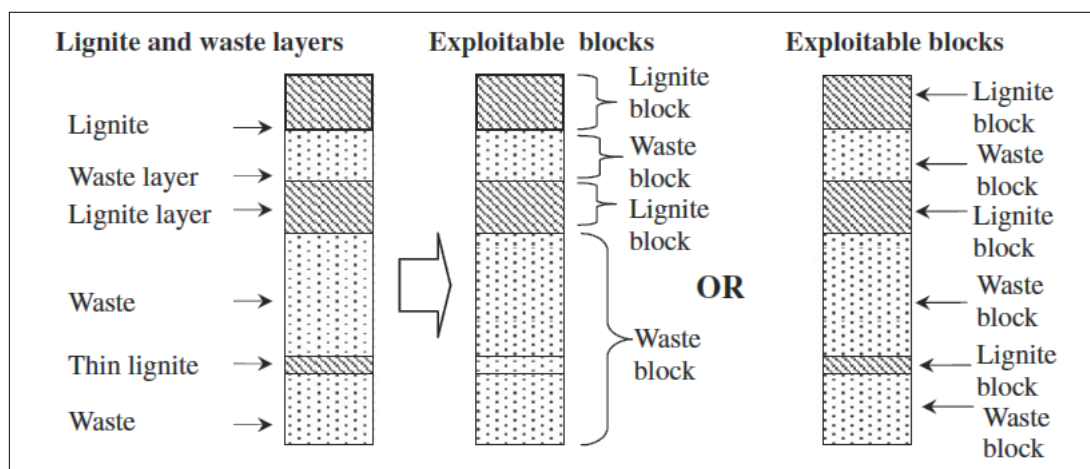 Lignite and waste layers
Lignite
Waste layer
Lignite layer
Waste
Thin lignite
Waste
Exploitable blocks
Lignite
block
Waste
block
Lignite
block
Waste
block
OR
Exploitable blocks
Lignite
block
Waste
block
Lignite
block
Waste
block
Lignite
block
Waste
block